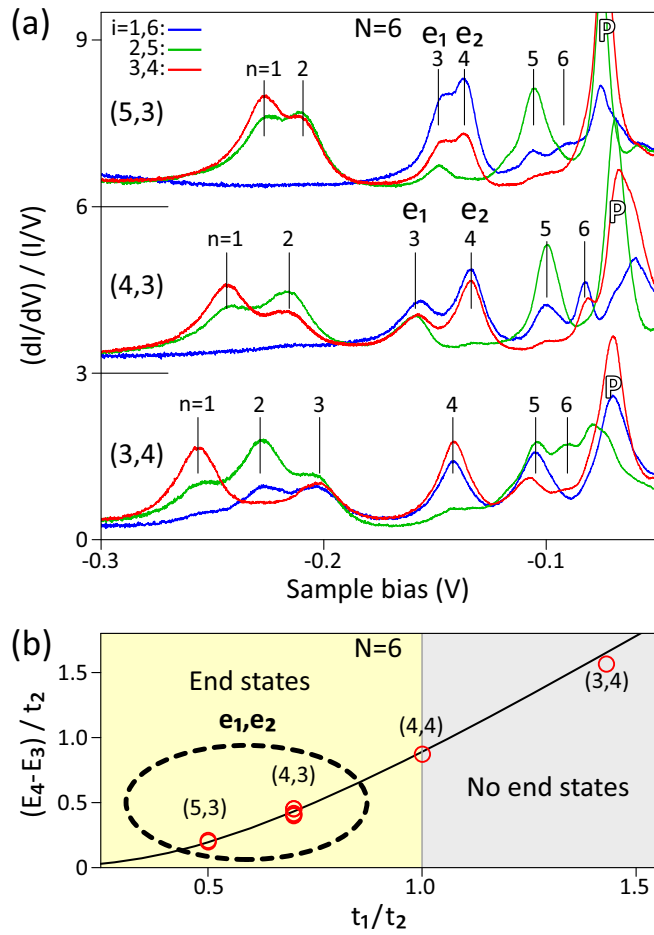 (a)
i=1,6:
2,5:
3,4:
N=6
e₁ e₂
P
n=1 2 3 4 5 6
(5,3)
e₁ e₂
P
n=1 2 3 4 5 6
(4,3)
P
n=1 2 3 4 5 6
(3,4)
9
6
3
0
(dI/dV) / (I/V)
-0.3 -0.2 -0.1
Sample bias (V)
(b)
N=6
End states
e₁,e₂
(5,3)
(4,3)
(4,4)
(3,4)
No end states
1.5
1.0
0.5
0
(E₄-E₃) / t₂
0.5 1.0 1.5
t₁/t₂